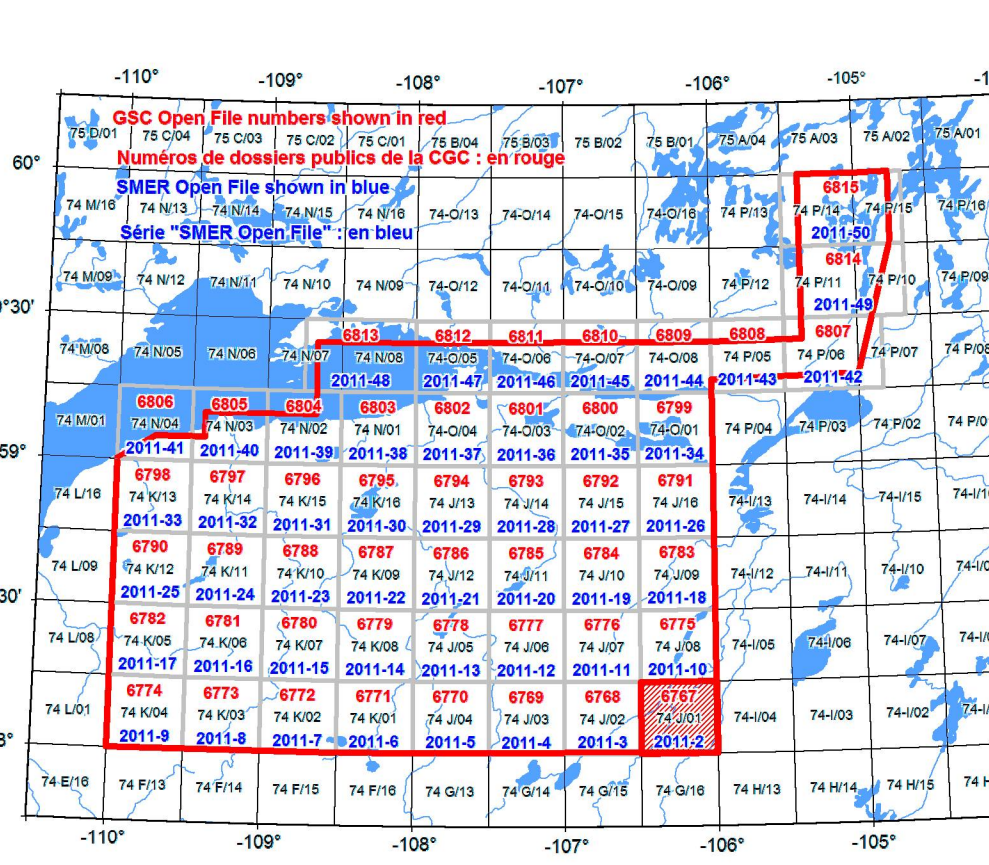 -110° -109° -108° -107° -106° -105° -1
GSC Open File numbers shown in red
75 D/01 75 C/04 75 C/03 75 C/02 75 C/01 75 B/04 75 B/03 75 B/02 75 B/01 75 A/04 75 A/03 75 A/02 75 A/01
60°
Numéros de dossiers publics de la CGC : en rouge
SMER Open File shown in blue
6815
74 M/16 74 N/13 74 N/14 74 N/15 74 N/16 74-O/13 74-O/14 74-O/15 74-O/16 74 P/13 74 P/14 74 P/15 74 P/16
Série "SMER Open File" : en bleu
2011-50
6814
74 M/09 74 N/12 74 N/11 74 N/10 74 N/09 74-O/12 74-O/11 74-O/10 74-O/09 74 P/12 74 P/11 74 P/10 74 P/09
9°30'
2011-49
6813 6812 6811 6810 6809 6808 6807
74 M/08 74 N/05 74 N/06 74 N/07 74 N/08 74-O/05 74-O/06 74-O/07 74-O/08 74 P/05 74 P/06 74 P/07 74 P/08
2011-48 2011-47 2011-46 2011-45 2011-44 2011-43 2011-42
6806 6805 6804 6803 6802 6801 6800 6799
74 M/01 74 N/04 74 N/03 74 N/02 74 N/01 74-O/04 74-O/03 74-O/02 74-O/01 74 P/04 74 P/03 74 P/02 74 P/0
59°
2011-41 2011-40 2011-39 2011-38 2011-37 2011-36 2011-35 2011-34
6798 6797 6796 6795 6794 6793 6792 6791
74 L/16 74 K/13 74 K/14 74 K/15 74 K/16 74 J/13 74 J/14 74 J/15 74 J/16 74-I/13 74-I/14 74-I/15 74-I/1
2011-33 2011-32 2011-31 2011-30 2011-29 2011-28 2011-27 2011-26
6790 6789 6788 6787 6786 6785 6784 6783
74 L/09 74 K/12 74 K/11 74 K/10 74 K/09 74 J/12 74 J/11 74 J/10 74 J/09 74-I/12 74-I/11 74-I/10 74-I/0
30'
2011-25 2011-24 2011-23 2011-22 2011-21 2011-20 2011-19 2011-18
6782 6781 6780 6779 6778 6777 6776 6775
74 L/08 74 K/05 74 K/06 74 K/07 74 K/08 74 J/05 74 J/06 74 J/07 74 J/08 74-I/05 74-I/06 74-I/07 74-I/
2011-17 2011-16 2011-15 2011-14 2011-13 2011-12 2011-11 2011-10
6774 6773 6772 6771 6770 6769 6768 6767
74 L/01 74 K/04 74 K/03 74 K/02 74 K/01 74 J/04 74 J/03 74 J/02 74 J/01 74-I/04 74-I/03 74-I/02 74-I/
8°
2011-9 2011-8 2011-7 2011-6 2011-5 2011-4 2011-3 2011-2
74-E/16 74 F/13 74 F/14 74 F/15 74 F/16 74 G/13 74 G/14 74 G/15 74 G/16 74 H/13 74 H/14 74 H/15 74 H
-110° -109° -108° -107° -106° -105°